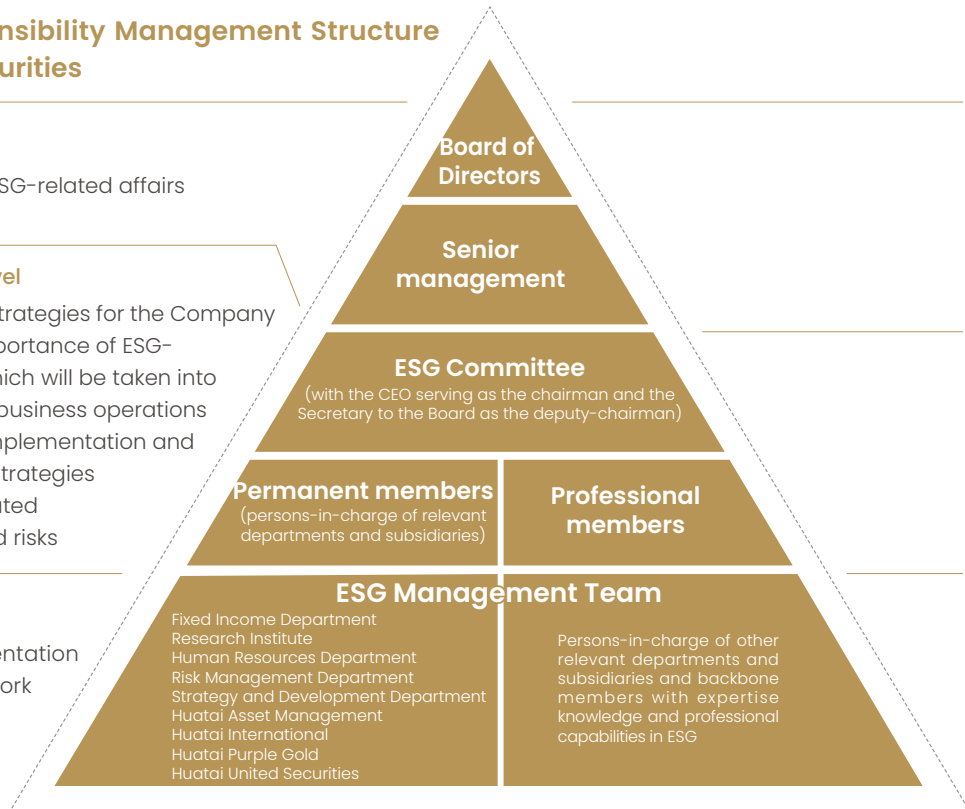 nsibility Management Structure
urities
SG-related affairs
vel
trategies for the Company
portance of ESG-
hich will be taken into
business operations
mplementation and
trategies
ated
d risks
entation
ork
Board of
Directors
Senior
management
ESG Committee
(with the CEO serving as the chairman and the
Secretary to the Board as the deputy-chairman)
Permanent members
(persons-in-charge of relevant
departments and subsidiaries)
Professional
members
ESG Management Team
Fixed Income Department
Research Institute
Human Resources Department
Risk Management Department
Strategy and Development Department
Huatai Asset Management
Huatai International
Huatai Purple Gold
Huatai United Securities
Persons-in-charge of other
relevant departments and
subsidiaries and backbone
members with expertise
knowledge and professional
capabilities in ESG